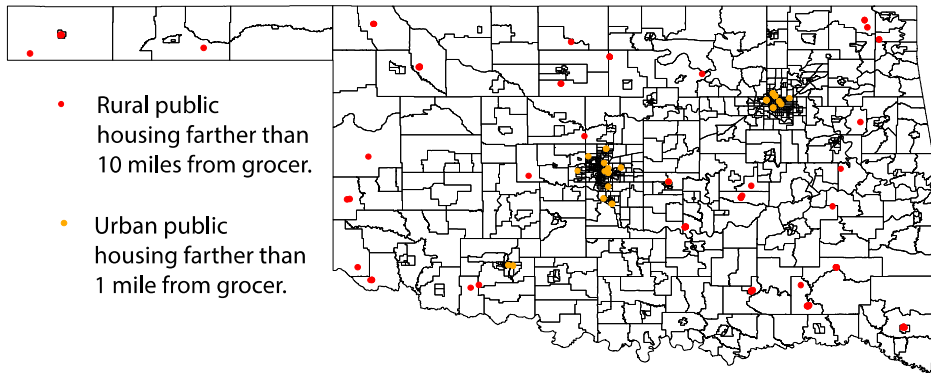 Rural public
housing farther than
10 miles from grocer.
Urban public
housing farther than
1 mile from grocer.